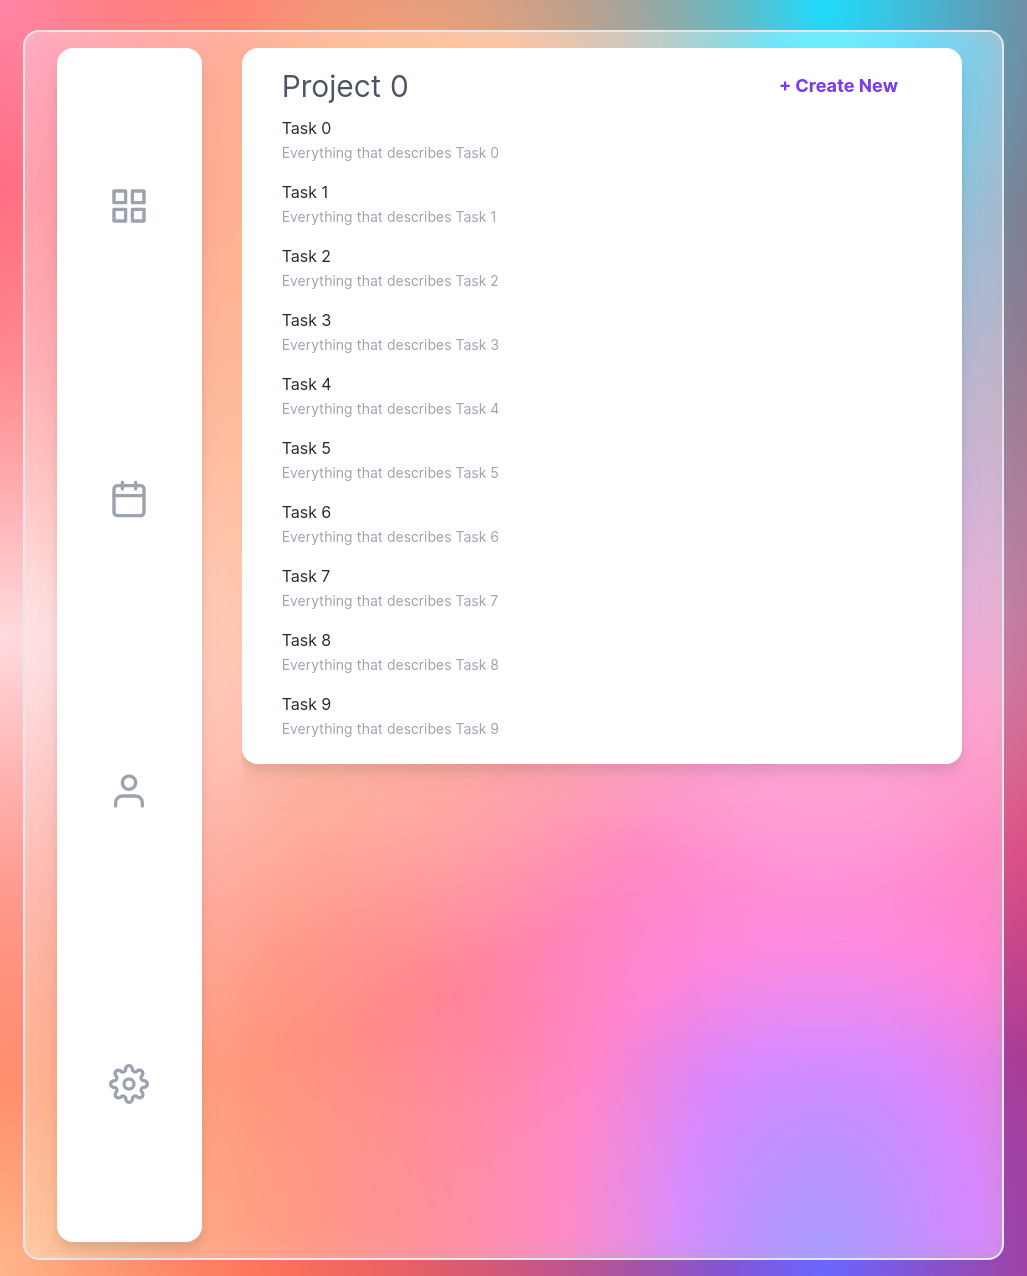 Project 0
+ Create New
Task 0
Everything that describes Task 0
Task 1
Everything that describes Task 1
Task 2
Everything that describes Task 2
Task 3
Everything that describes Task 3
Task 4
Everything that describes Task 4
Task 5
Everything that describes Task 5
Task 6
Everything that describes Task 6
Task 7
Everything that describes Task 7
Task 8
Everything that describes Task 8
Task 9
Everything that describes Task 9